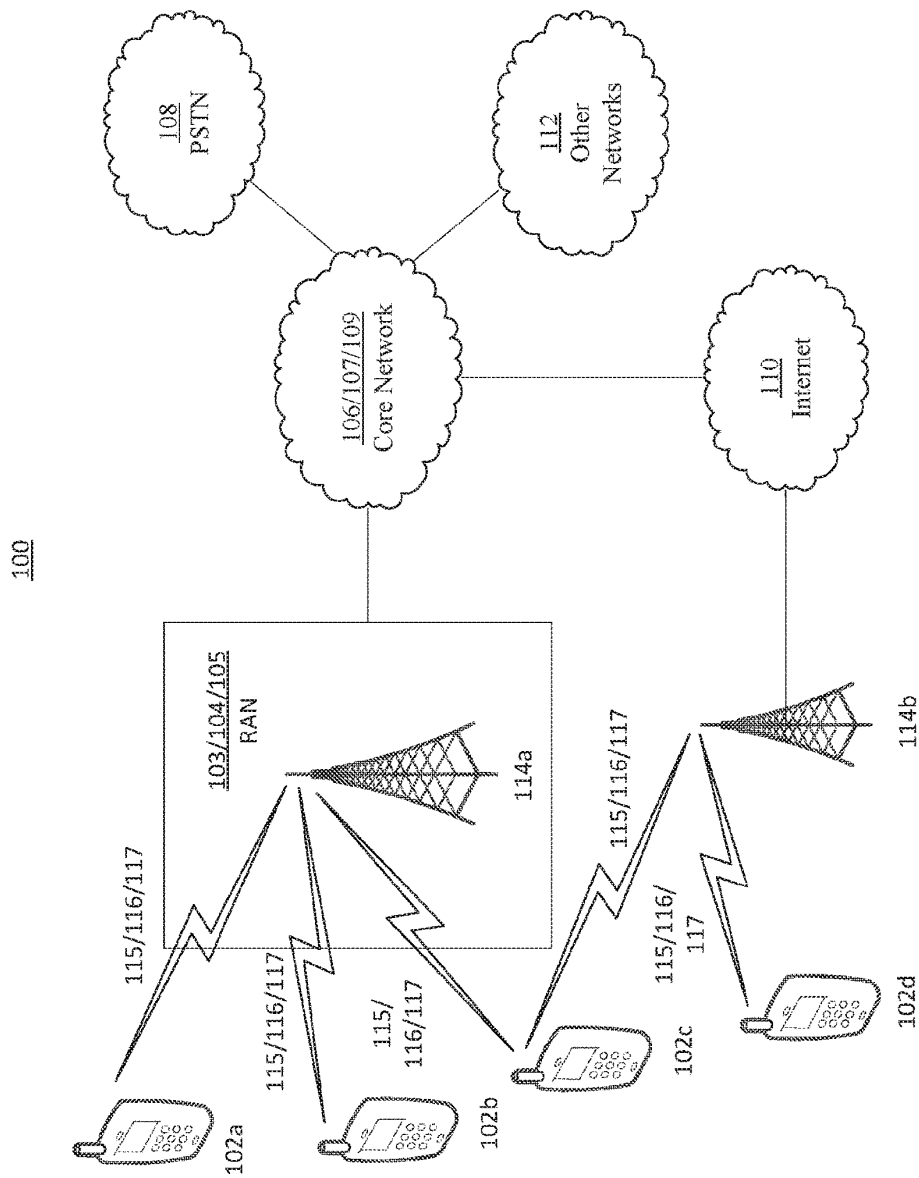 100
108
PSTN
106/107/109
Core Network
112
Other
Networks
110
Internet
103/104/105
RAN
114a
114b
115/116/117
115/116/117
115/
116/117
115/116/117
115/116/
117
102a
102b
102c
102d